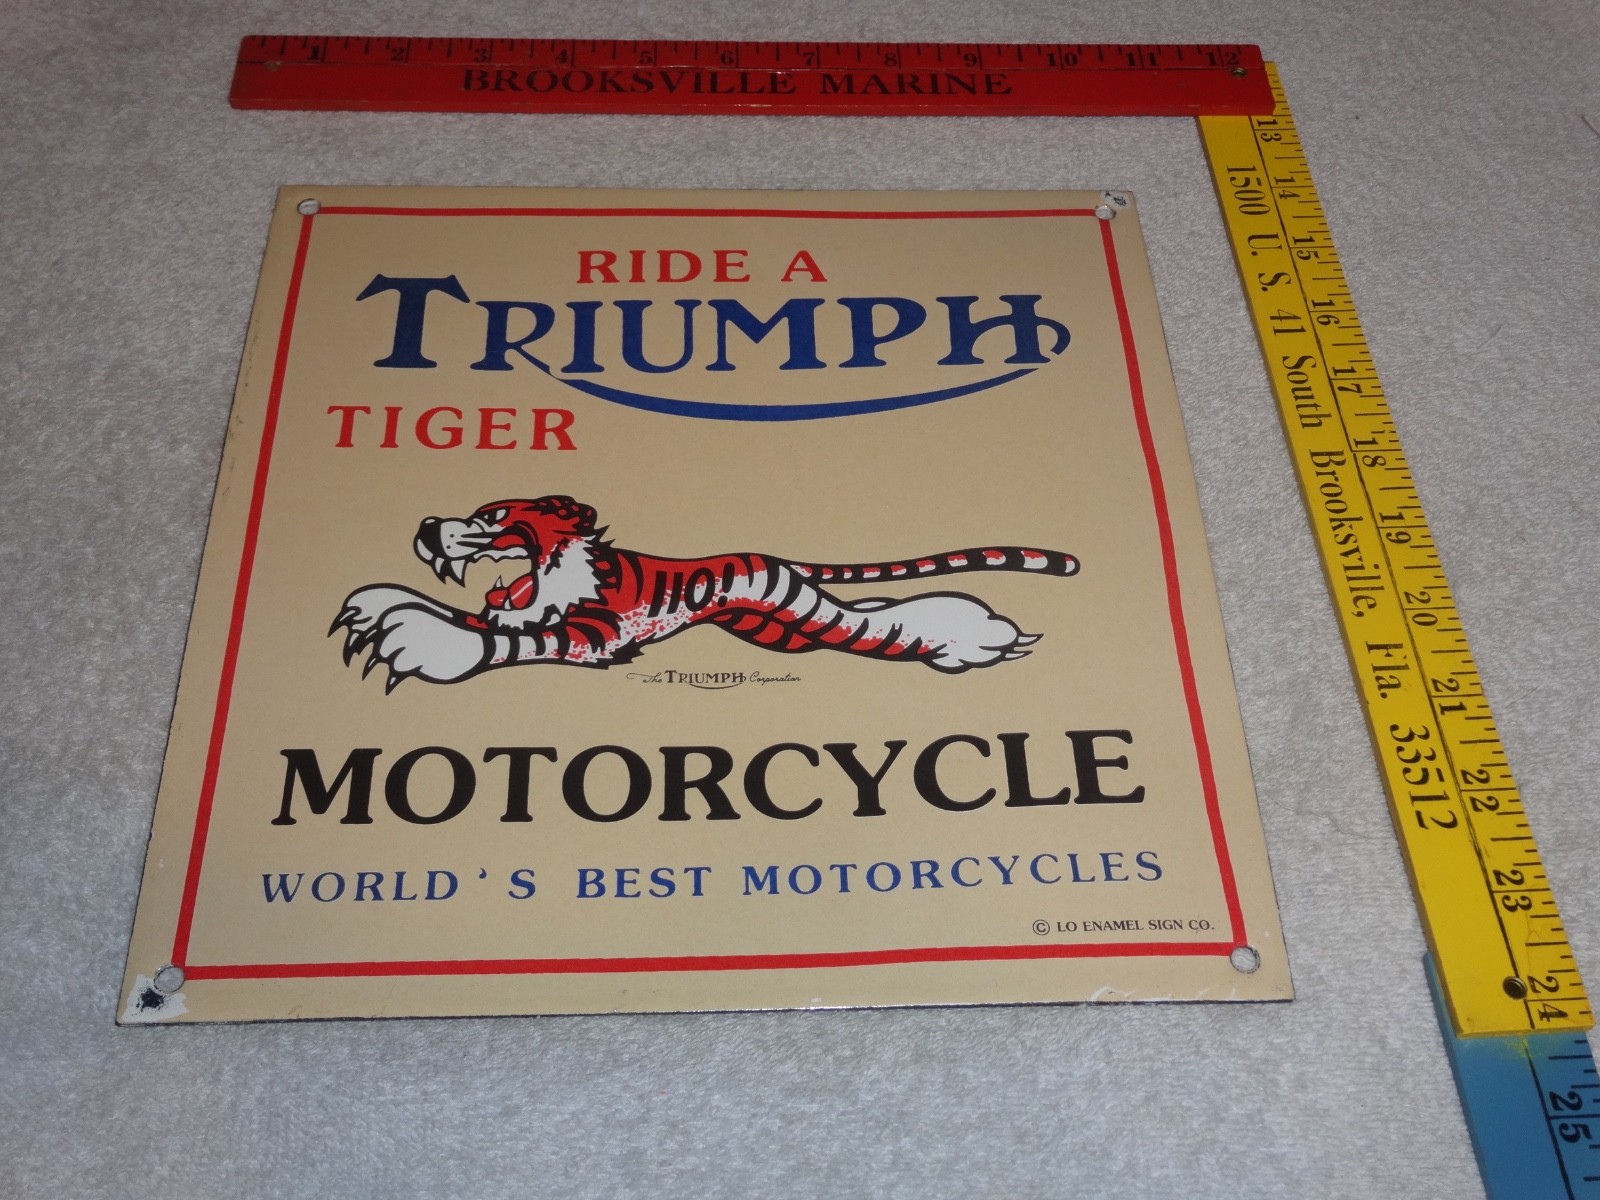 1 2 3 4 5 6 7 8 9 10 11 12
BROOKSVILLE MARINE
13 14 15 16 17 18 19 20 21 22 23 24 25
1500 U. S. 41 South Brooksville, Fla. 33512
RIDE A
TRIUMPH
TIGER
110!
The TRIUMPH Corporation
MOTORCYCLE
WORLD'S BEST MOTORCYCLES
© LO ENAMEL SIGN CO.